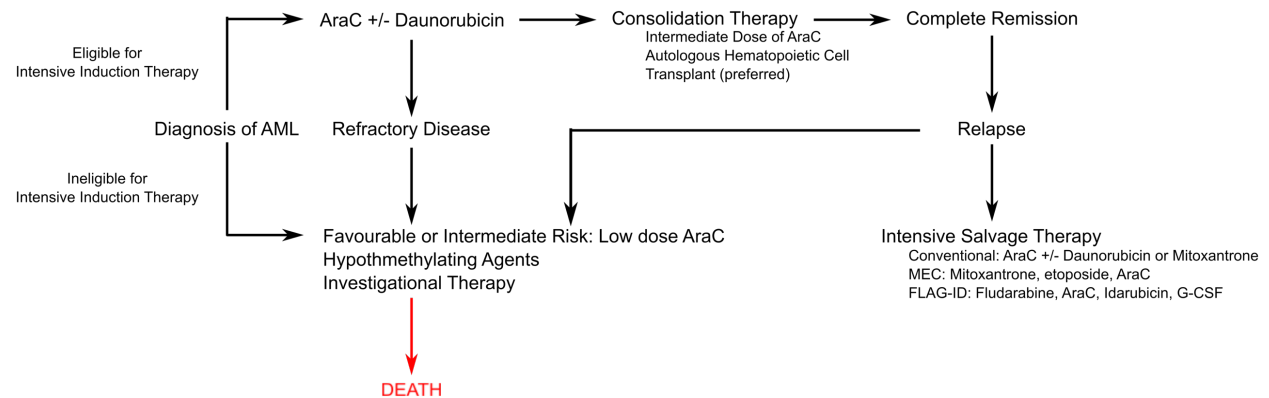 AraC +/- Daunorubicin
Consolidation Therapy
Intermediate Dose of AraC
Autologous Hematopoietic Cell
Transplant (preferred)
Complete Remission
Eligible for
Intensive Induction Therapy
Diagnosis of AML
Refractory Disease
Relapse
Ineligible for
Intensive Induction Therapy
Favourable or Intermediate Risk: Low dose AraC
Hypothmethylating Agents
Investigational Therapy
Intensive Salvage Therapy
Conventional: AraC +/- Daunorubicin or Mitoxantrone
MEC: Mitoxantrone, etoposide, AraC
FLAG-ID: Fludarabine, AraC, Idarubicin, G-CSF
DEATH